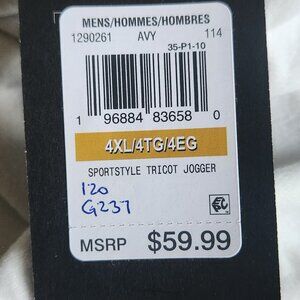 MENS/HOMMES/HOMBRES
1290261 AVY 114
35-P1-10
1 96884 83658 0
4XL/4TG/4EG
SPORTSTYLE TRICOT JOGGER
120
G237
MSRP $59.99